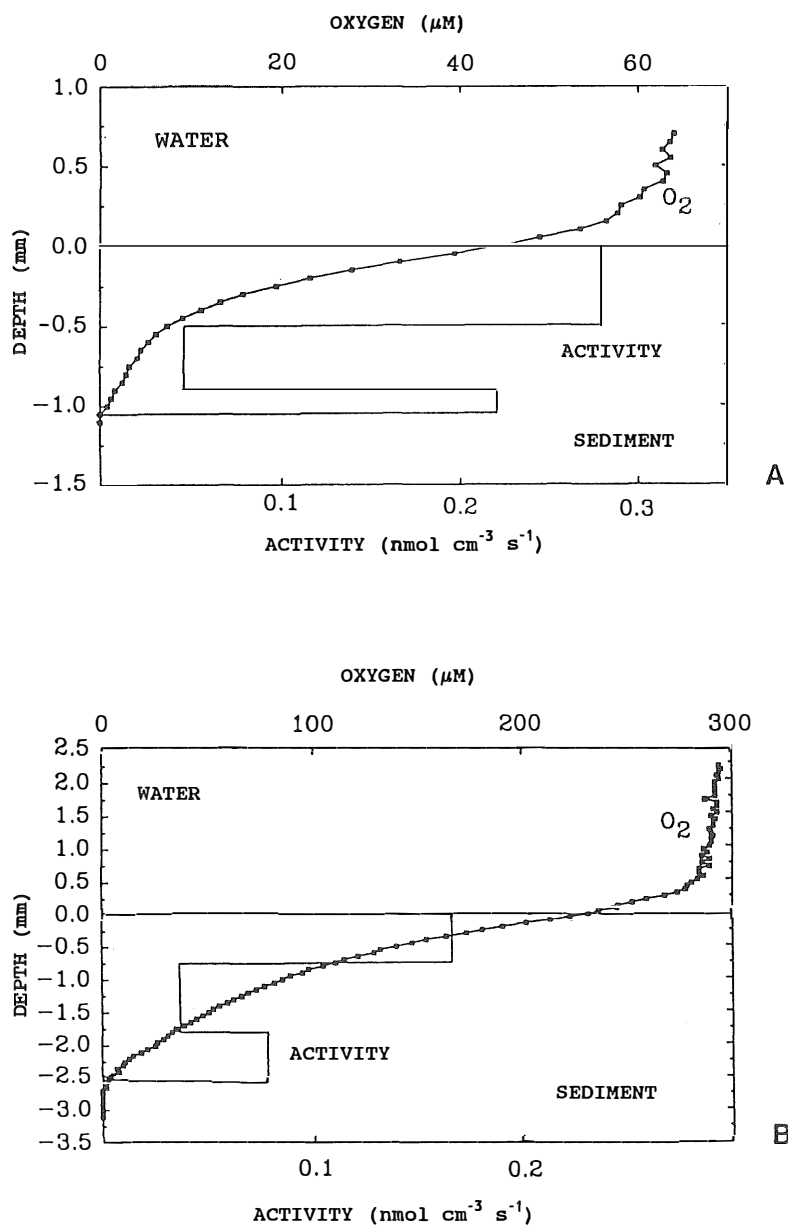 OXYGEN (μM)
0 20 40 60
1.0
WATER
0.5
O2
0.0
DEPTH (mm)
-0.5
ACTIVITY
-1.0
SEDIMENT
-1.5
A
0.1 0.2 0.3
ACTIVITY (nmol cm-3 s-1)
OXYGEN (μM)
0 100 200 300
2.5
WATER
2.0
1.5
O2
1.0
0.5
0.0
DEPTH (mm)
-0.5
-1.0
-1.5
-2.0
ACTIVITY
-2.5
SEDIMENT
-3.0
-3.5
B
0.1 0.2
ACTIVITY (nmol cm-3 s-1)